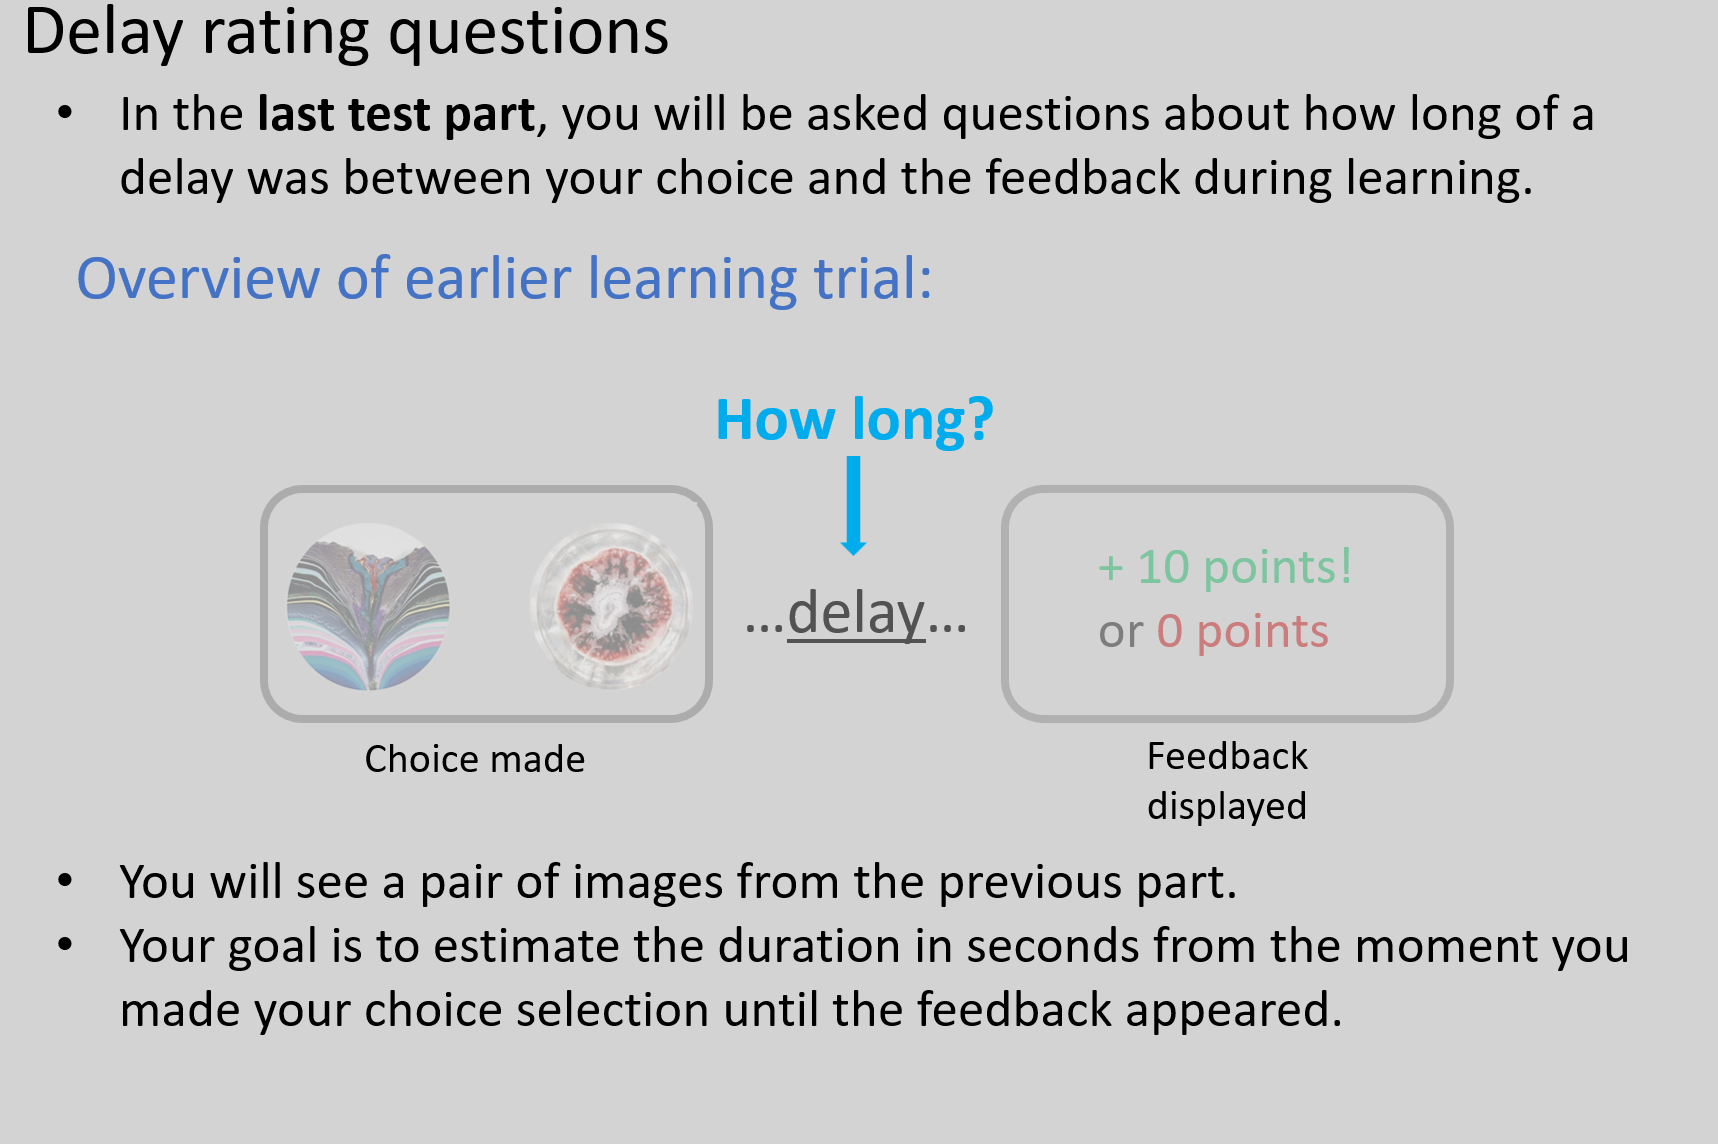 Delay rating questions
• In the last test part, you will be asked questions about how long of a
delay was between your choice and the feedback during learning.
Overview of earlier learning trial:
How long?
...delay...
+ 10 points!
or 0 points
Choice made
Feedback
displayed
• You will see a pair of images from the previous part.
• Your goal is to estimate the duration in seconds from the moment you
made your choice selection until the feedback appeared.